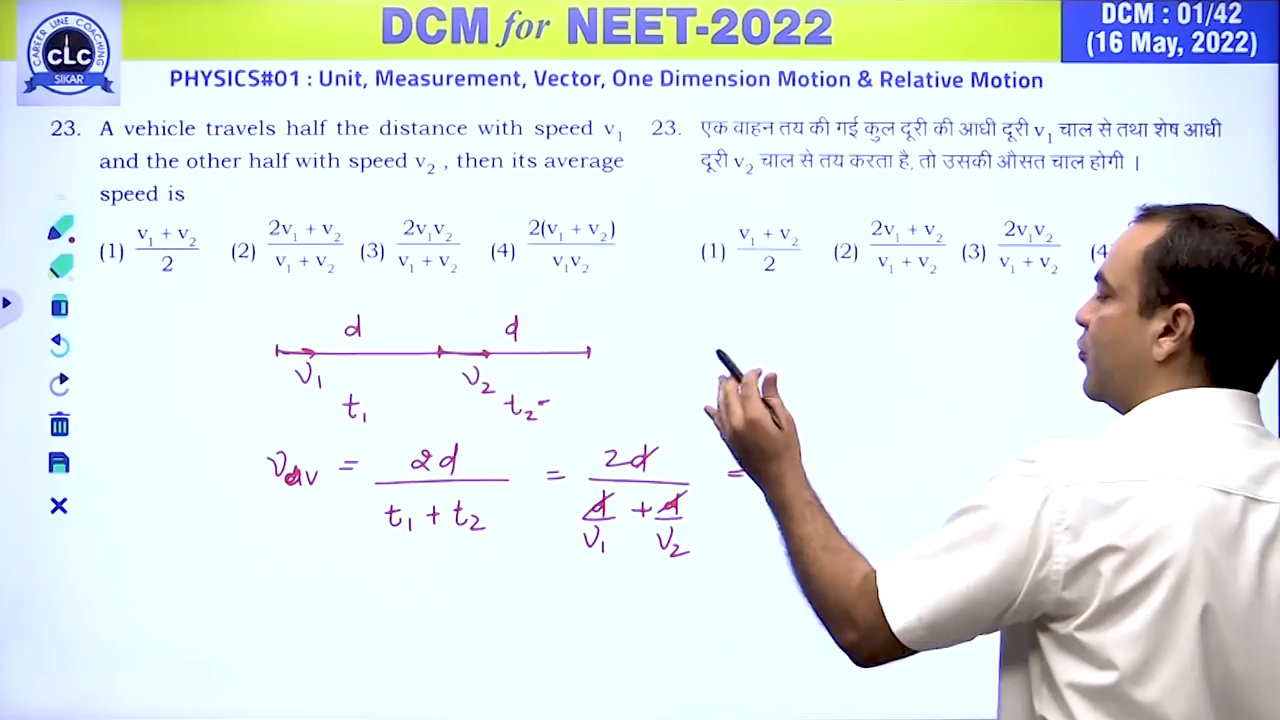 DCM for NEET-2022
DCM : 01/42
(16 May, 2022)
CAREER LINE COACHING
CLC
SIKAR
PHYSICS#01 : Unit, Measurement, Vector, One Dimension Motion & Relative Motion
23. A vehicle travels half the distance with speed v₁
and the other half with speed v₂ , then its average
speed is
(1) (v₁ + v₂)/2 (2) (2v₁ + v₂)/(v₁ + v₂) (3) 2v₁v₂/(v₁ + v₂) (4) 2(v₁ + v₂)/v₁v₂
23. एक वाहन तय की गई कुल दूरी की आधी दूरी v₁ चाल से तथा शेष आधी
दूरी v₂ चाल से तय करता है, तो उसकी औसत चाल होगी ।
(1) (v₁ + v₂)/2 (2) (2v₁ + v₂)/(v₁ + v₂) (3) 2v₁v₂/(v₁ + v₂) (4
d d
v₁ v₂
t₁ t₂
vav = 2d/(t₁ + t₂) = 2d/(d/v₁ + d/v₂) =